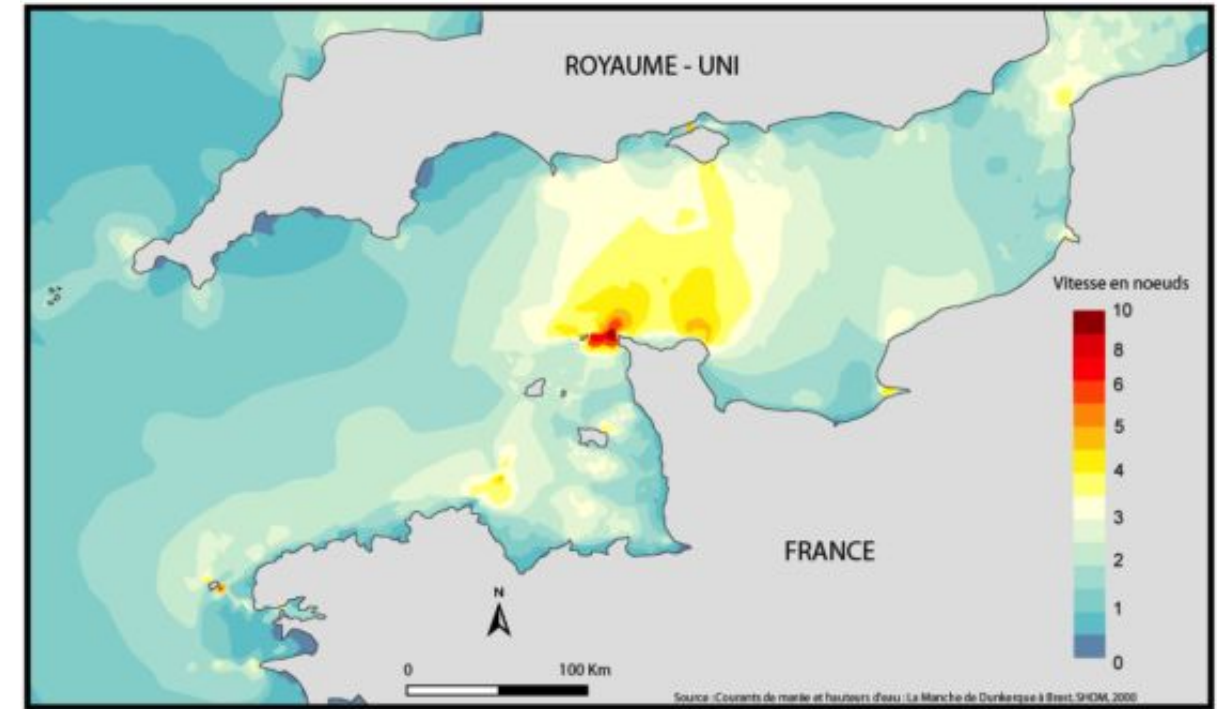 ROYAUME - UNI
Vitesse en noeuds
10
8
6
5
4
3
2
1
0
FRANCE
N
0 100 Km
Source : Courants de marée et hauteurs d'eau : La Manche de Dunkerque à Brest, SHOM, 2000